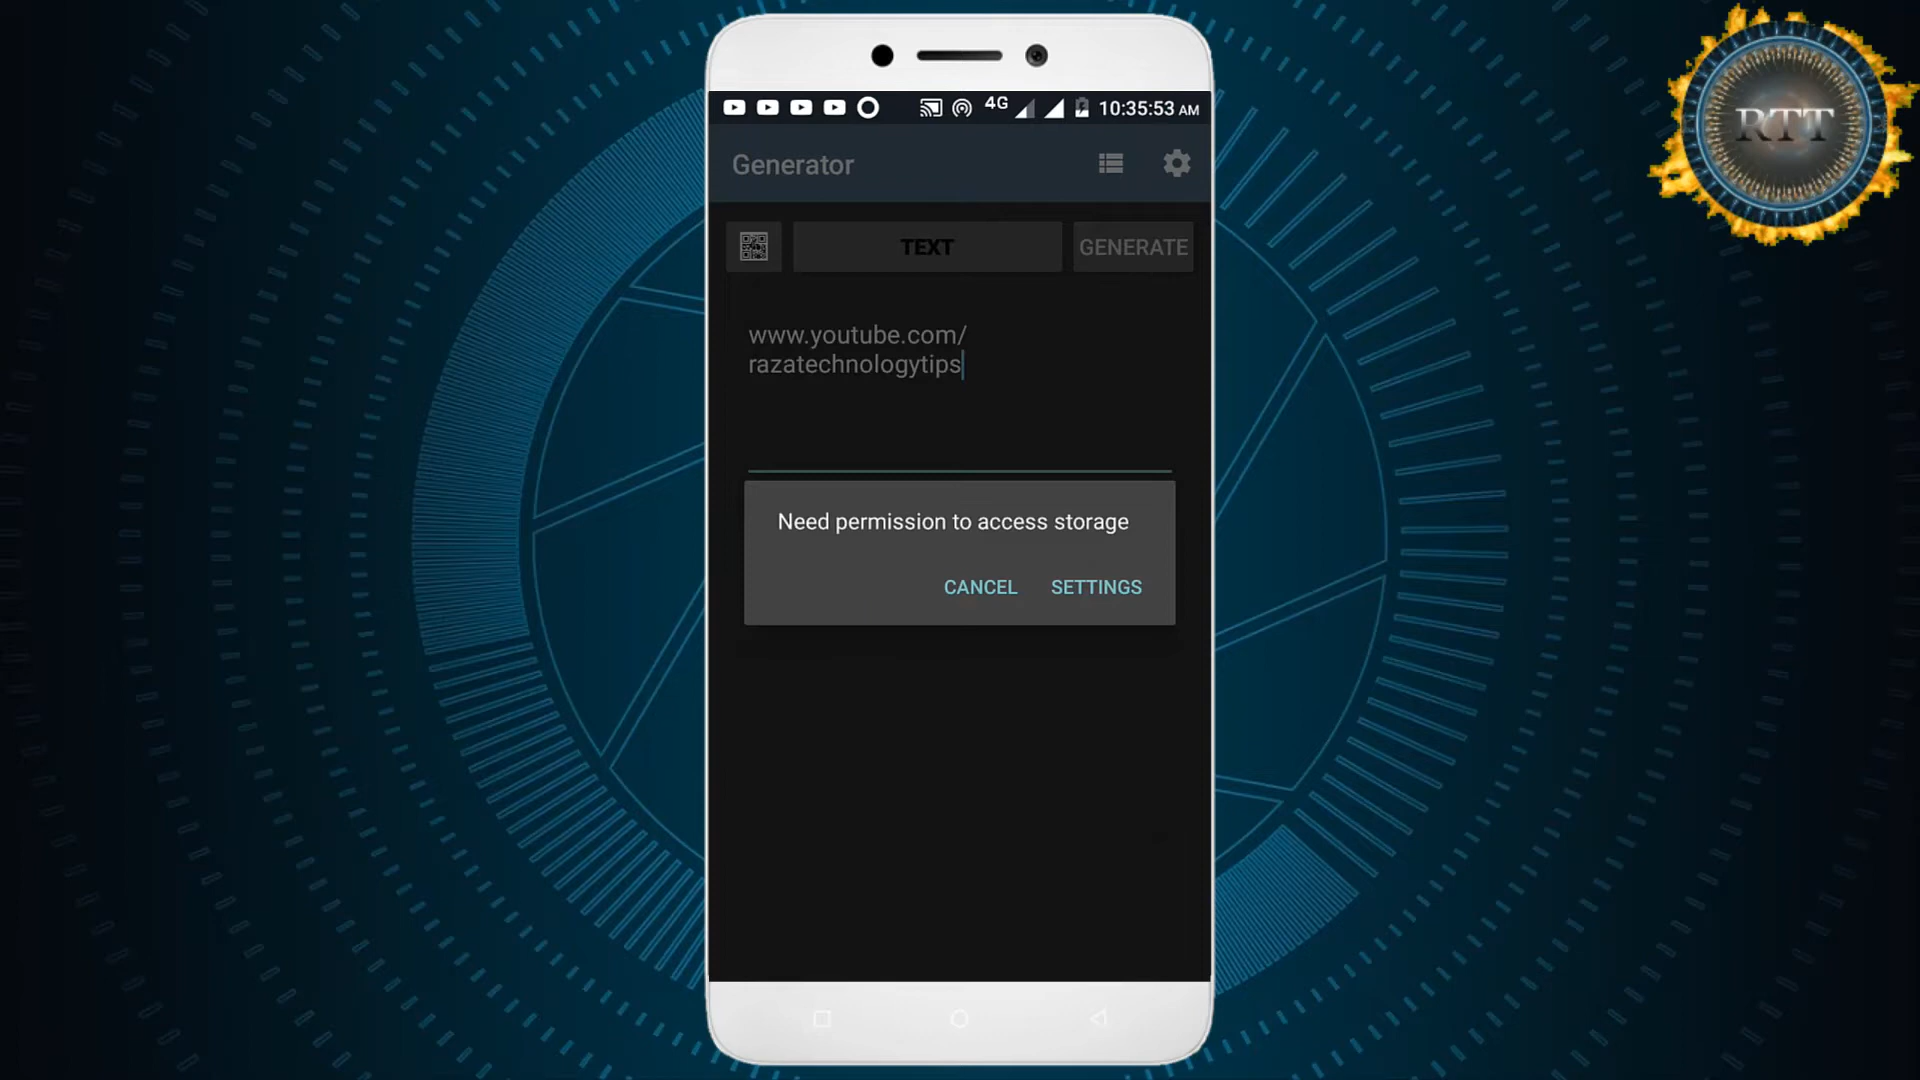 RTT
4G
10:35:53 AM
Generator
TEXT
GENERATE
www.youtube.com/
razatechnologytips
Need permission to access storage
CANCEL
SETTINGS